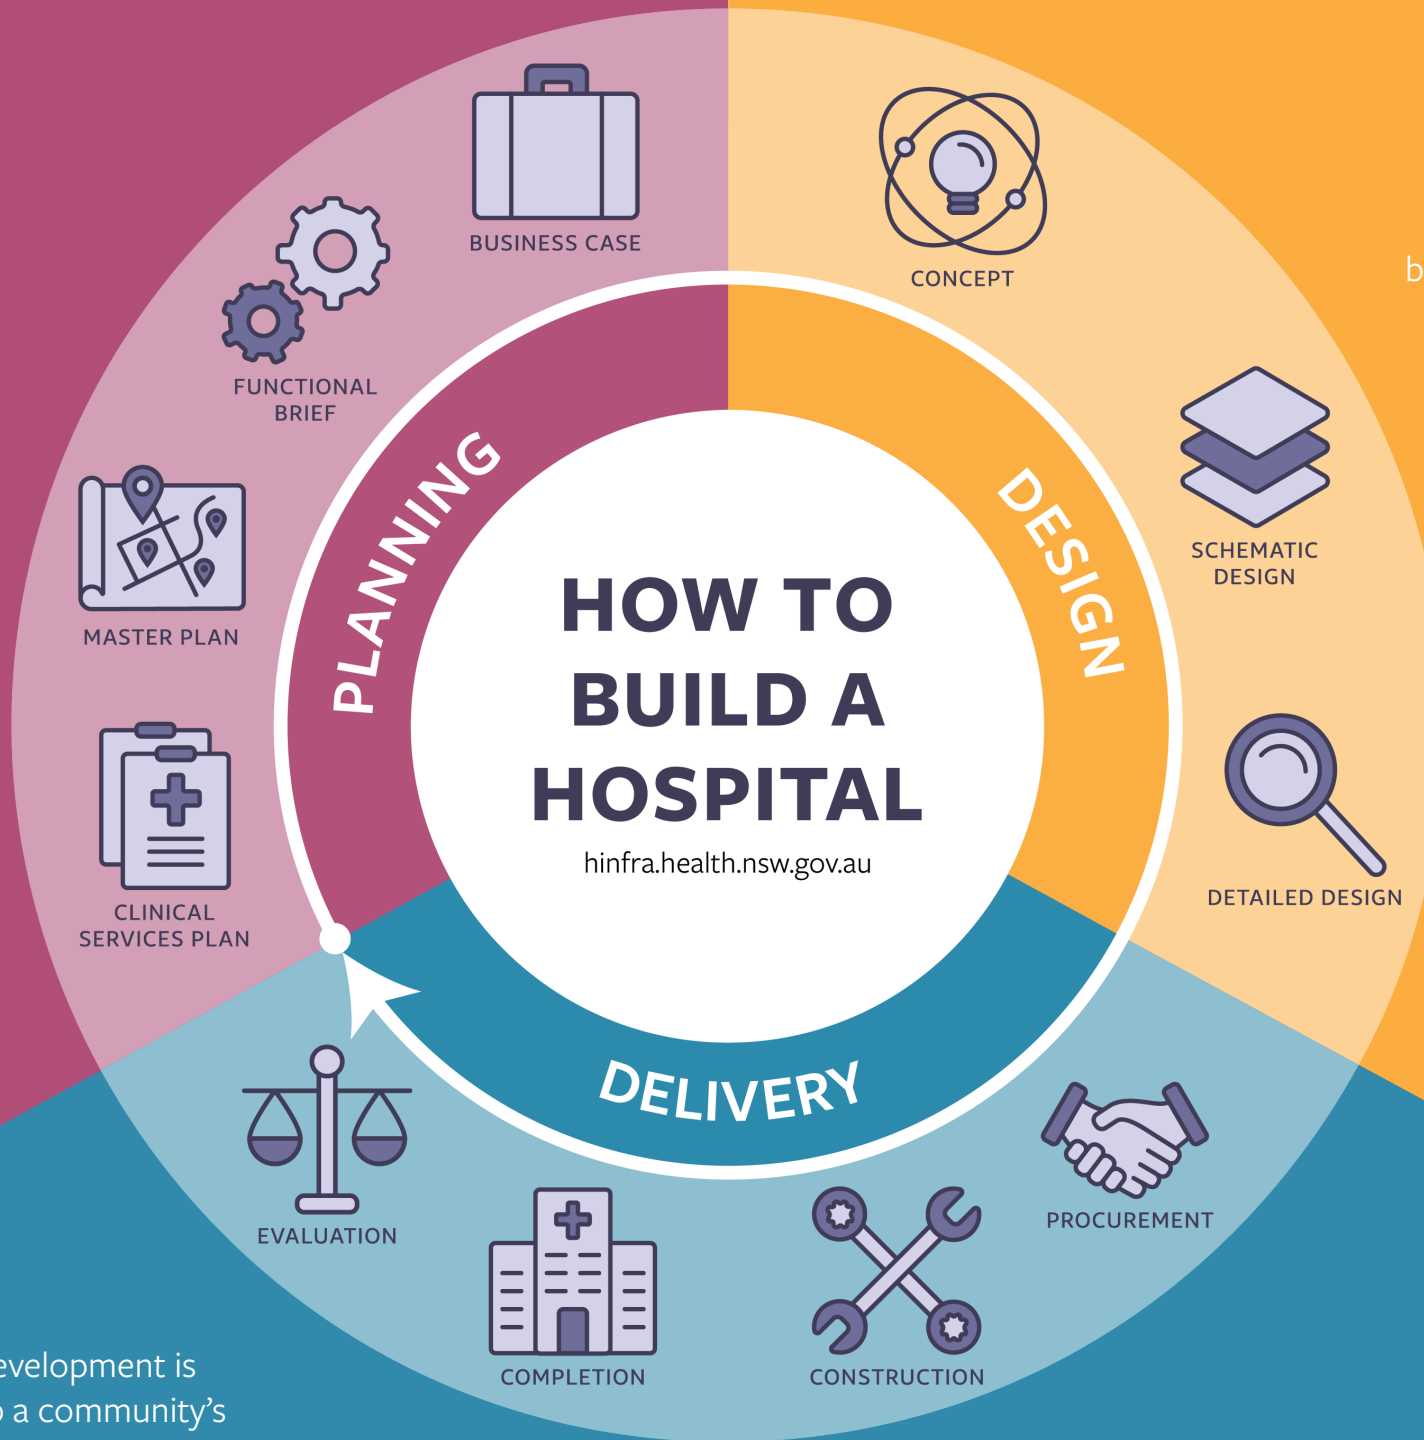 HOW TO
BUILD A
HOSPITAL
hinfra.health.nsw.gov.au
PLANNING
CLINICAL
SERVICES PLAN
MASTER PLAN
FUNCTIONAL
BRIEF
BUSINESS CASE
DESIGN
CONCEPT
SCHEMATIC
DESIGN
DETAILED DESIGN
DELIVERY
PROCUREMENT
CONSTRUCTION
COMPLETION
EVALUATION
b
evelopment is
a community’s